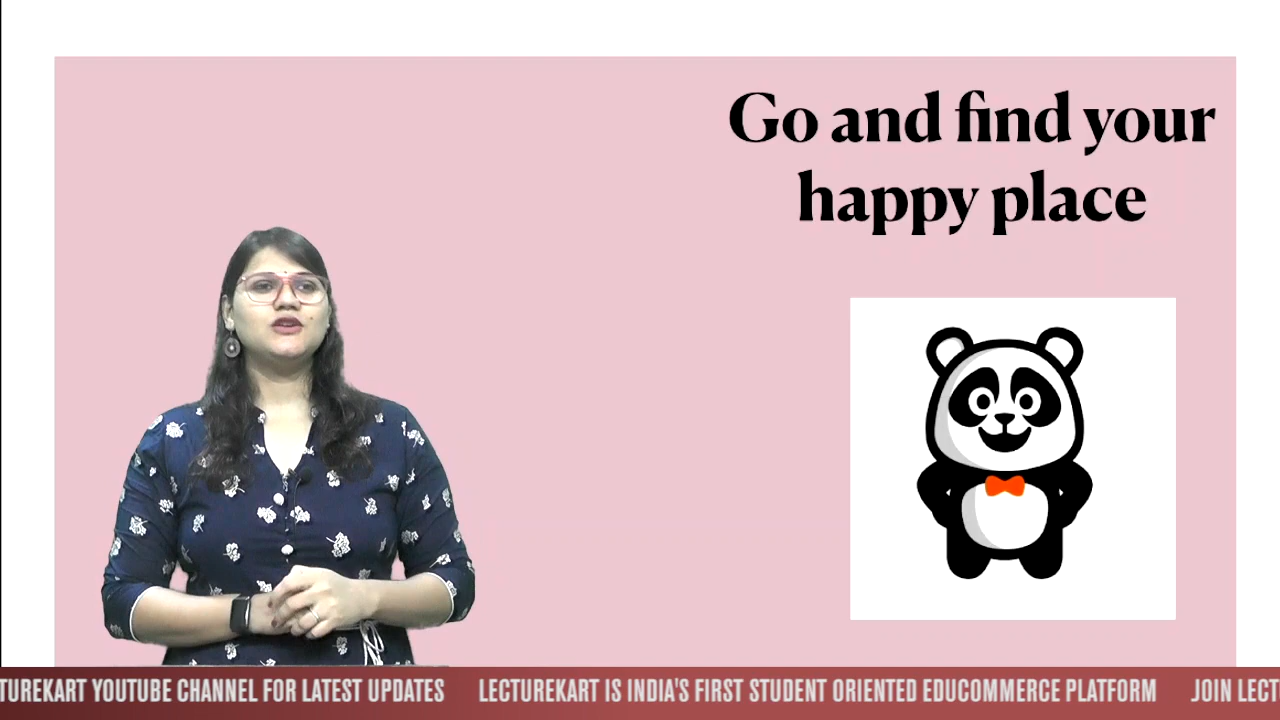 Go and find your
happy place
TUREKART YOUTUBE CHANNEL FOR LATEST UPDATES LECTUREKART IS INDIA'S FIRST STUDENT ORIENTED EDUCOMMERCE PLATFORM JOIN LECT